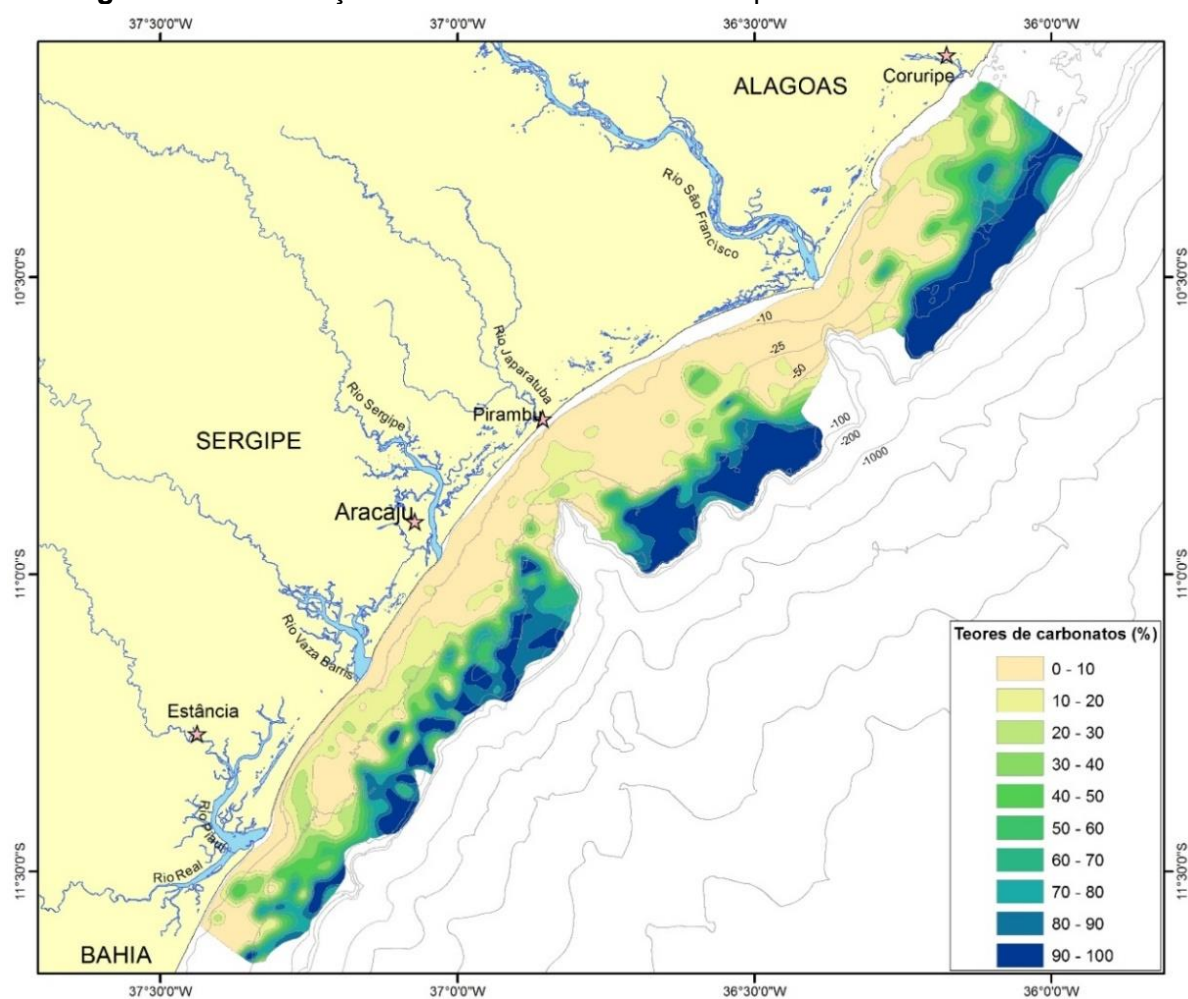 37°30'0"W 37°0'0"W 36°30'0"W 36°0'0"W
Coruripe
ALAGOAS
Rio São Francisco
10°30'0"S 10°30'0"S
-10
-25
-50
Rio Japaratuba
Rio Sergipe
Pirambu
-100
-200
-1000
SERGIPE
Aracaju
11°0'0"S 11°0'0"S
Rio Vaza Barris
Estância
Rio Piauí
Rio Real
11°30'0"S 11°30'0"S
BAHIA
Teores de carbonatos (%)
0 - 10
10 - 20
20 - 30
30 - 40
40 - 50
50 - 60
60 - 70
70 - 80
80 - 90
90 - 100
37°30'0"W 37°0'0"W 36°30'0"W 36°0'0"W